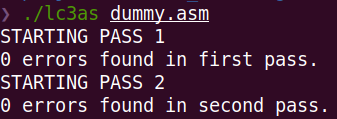 ❯ ./lc3as dummy.asm
STARTING PASS 1
0 errors found in first pass.
STARTING PASS 2
0 errors found in second pass.